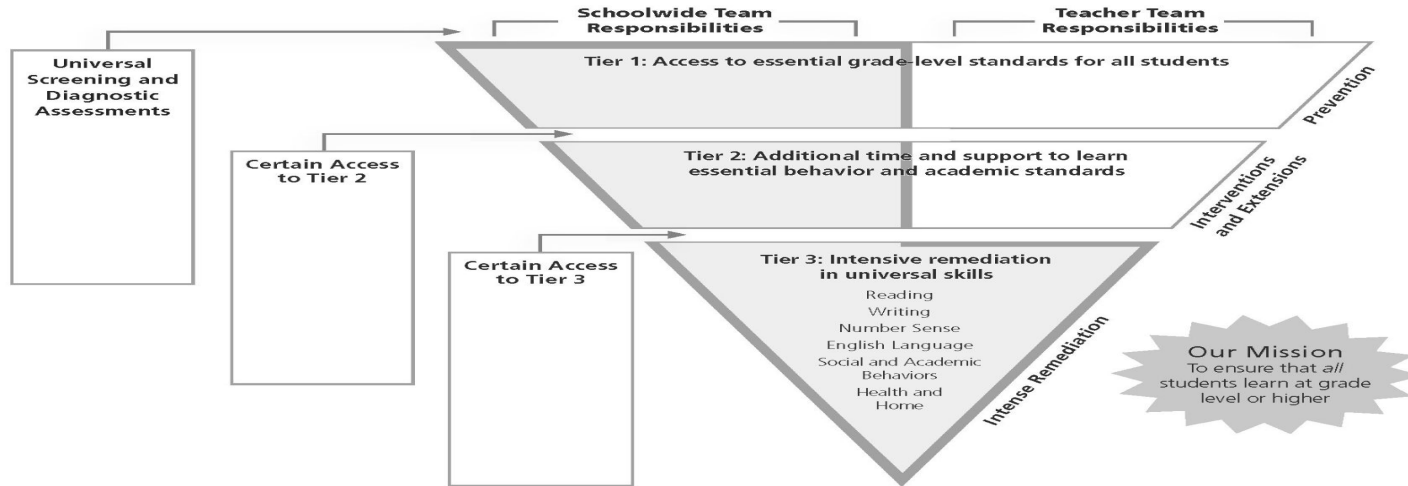 Schoolwide Team
Responsibilities
Teacher Team
Responsibilities
Universal
Screening and
Diagnostic
Assessments
Tier 1: Access to essential grade-level standards for all students
Prevention
Certain Access
to Tier 2
Tier 2: Additional time and support to learn
essential behavior and academic standards
Interventions
and Extensions
Certain Access
to Tier 3
Tier 3: Intensive remediation
in universal skills
Reading
Writing
Number Sense
English Language
Social and Academic
Behaviors
Health and
Home
Intense Remediation
Our Mission
To ensure that all
students learn at grade
level or higher